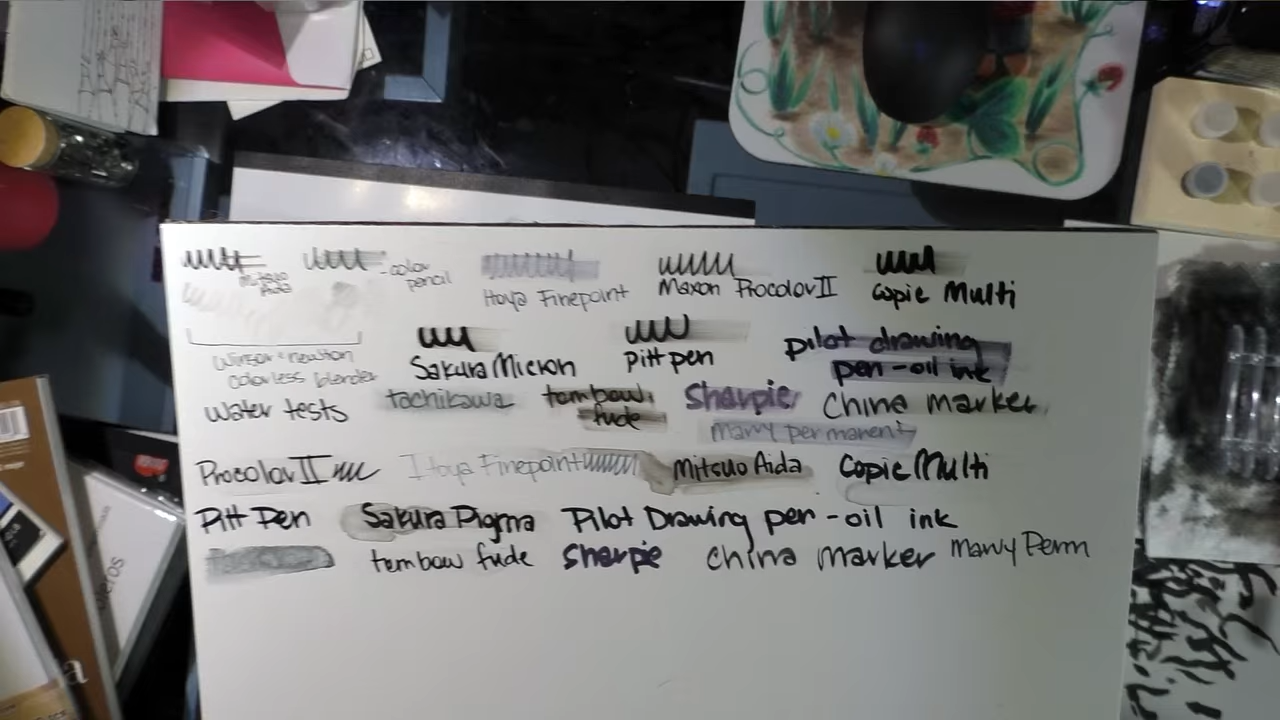 mitsuo aida -color pencil Itoya Finepoint Maxon Procolor II Copic Multi
Winsor & newton colorless blender Sakura Micron Pitt pen pilot drawing pen-oil ink
Water tests tachikawa tombow fude Sharpie China marker
Marvy permanent
Procolor II Itoya Finepoint Mitsuo Aida Copic Multi
Pitt Pen Sakura Pigma Pilot Drawing pen-oil ink
tombow fude Sharpie China marker Marvy Perm